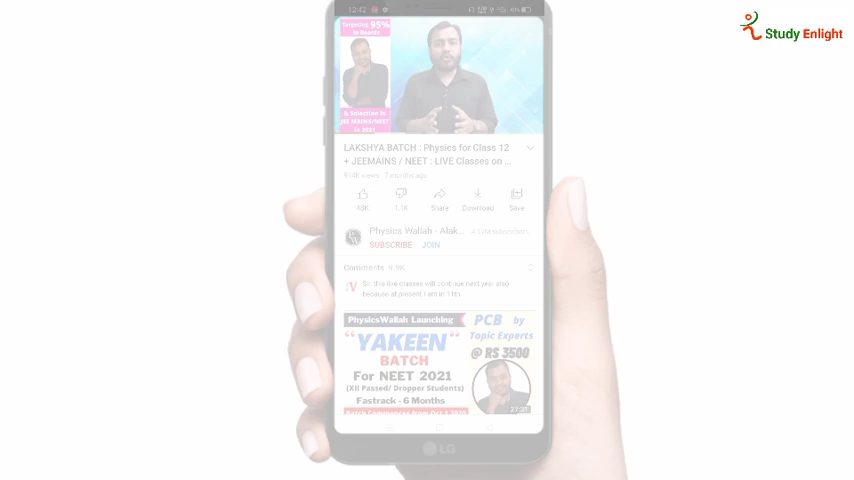 12:42
Study Enlight
Targeting 95%
in Boards
& Selection in
JEE MAINS/NEET
in 2021
LAKSHYA BATCH : Physics for Class 12
+ JEEMAINS / NEET : LIVE Classes on ...
7 months ago
48K
Share
Download
Save
Physics Wallah - Alak...
SUBSCRIBE JOIN
Comments 9.9K
Sir, this live classes will continue next year also
because at present I am in 11th
PhysicsWallah Launching
PCB by
Topic Experts
@ RS 3500
"YAKEEN"
BATCH
For NEET 2021
(XII Passed/ Dropper Students)
Fastrack - 6 Months
27:31
LG